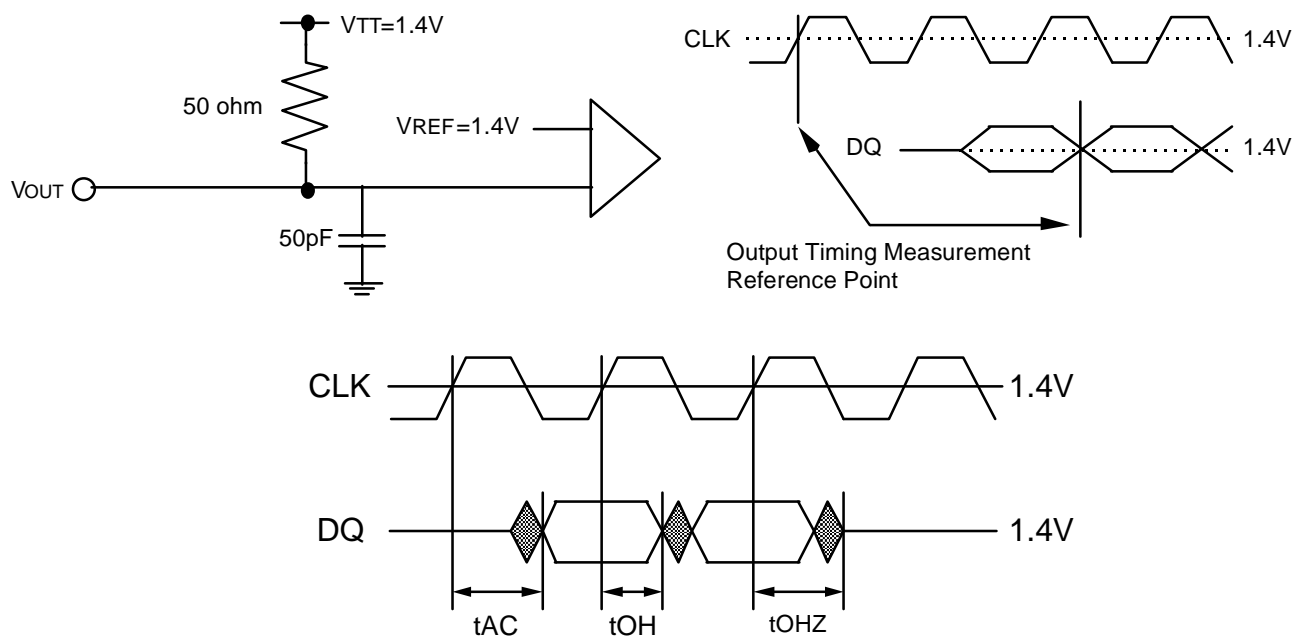 VTT=1.4V
50 ohm
VREF=1.4V
VOUT
50pF
CLK
1.4V
DQ
1.4V
Output Timing Measurement
Reference Point
CLK
1.4V
DQ
1.4V
tAC
tOH
tOHZ